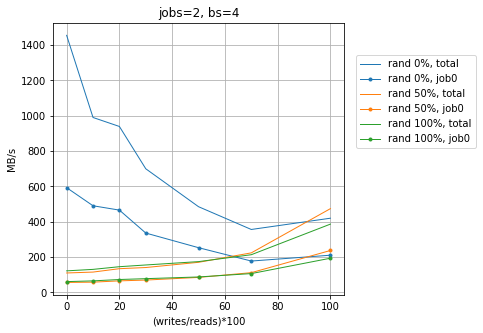 jobs=2, bs=4
MB/s
1400
1200
1000
800
600
400
200
0
0
20
40
60
80
100
(writes/reads)*100
rand 0%, total
rand 0%, job0
rand 50%, total
rand 50%, job0
rand 100%, total
rand 100%, job0